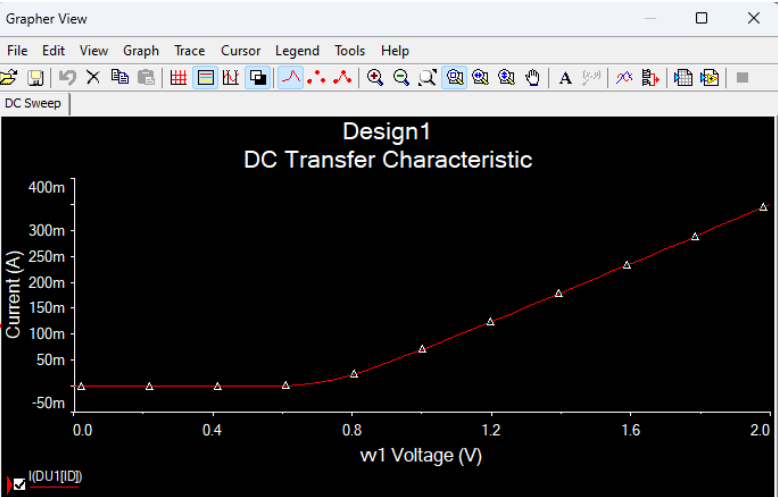 Grapher View
File Edit View Graph Trace Cursor Legend Tools Help
A
DC Sweep
Design1
DC Transfer Characteristic
Current (A)
400m
300m
250m
200m
150m
100m
50m
-50m
0.0 0.4 0.8 1.2 1.6 2.0
vv1 Voltage (V)
I(DU1[ID])